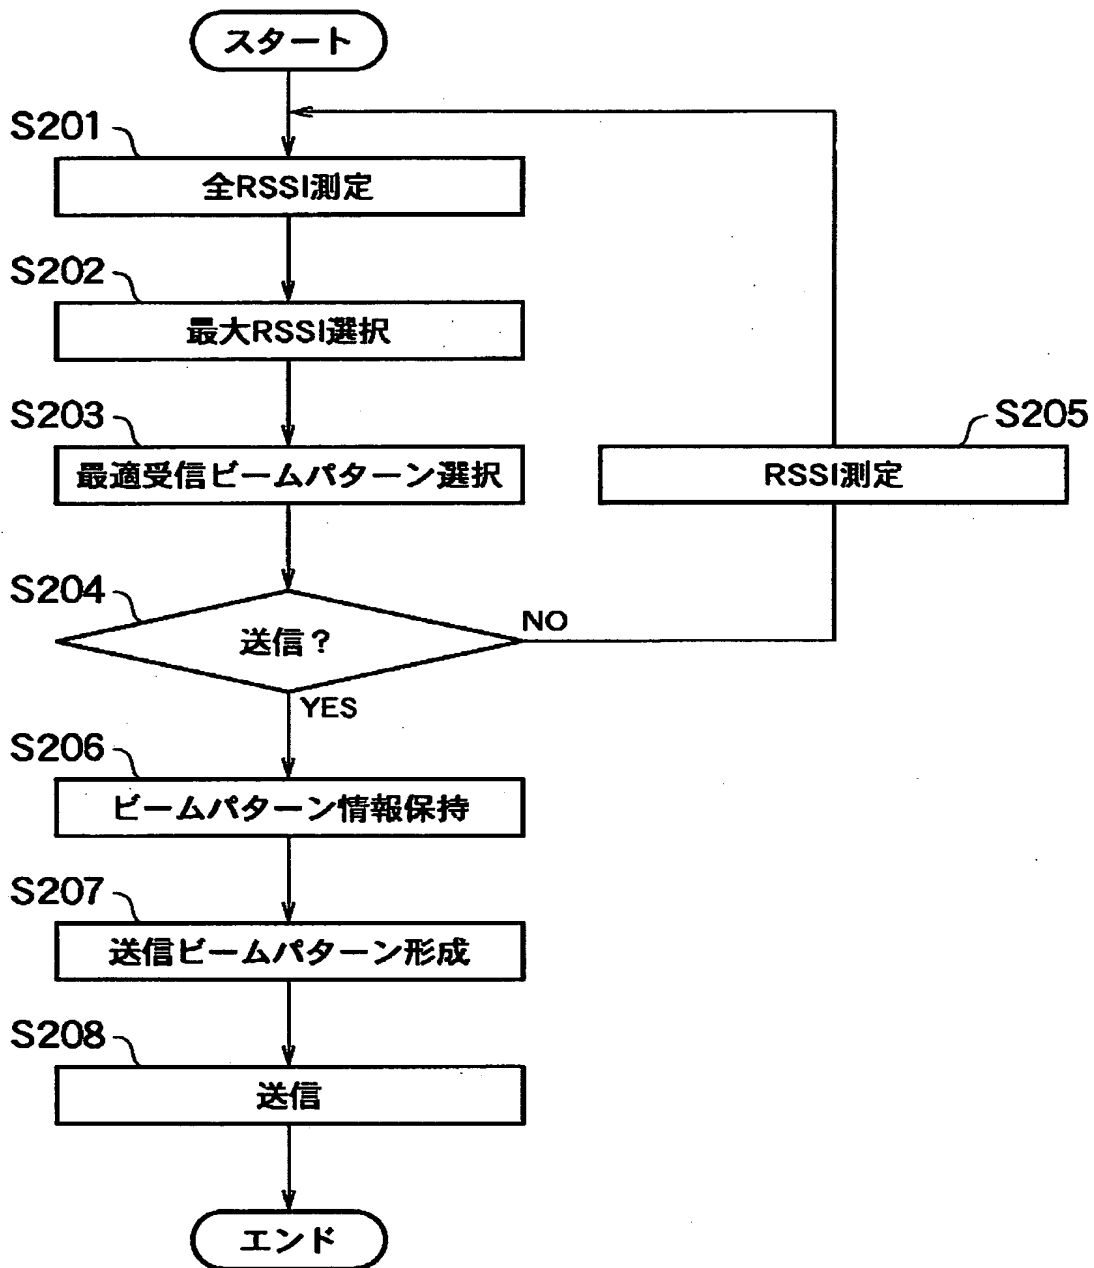 スタート
S201
全RSSI測定
S202
最大RSSI選択
S203
最適受信ビームパターン選択
S205
RSSI測定
S204
送信？
NO
YES
S206
ビームパターン情報保持
S207
送信ビームパターン形成
S208
送信
エンド